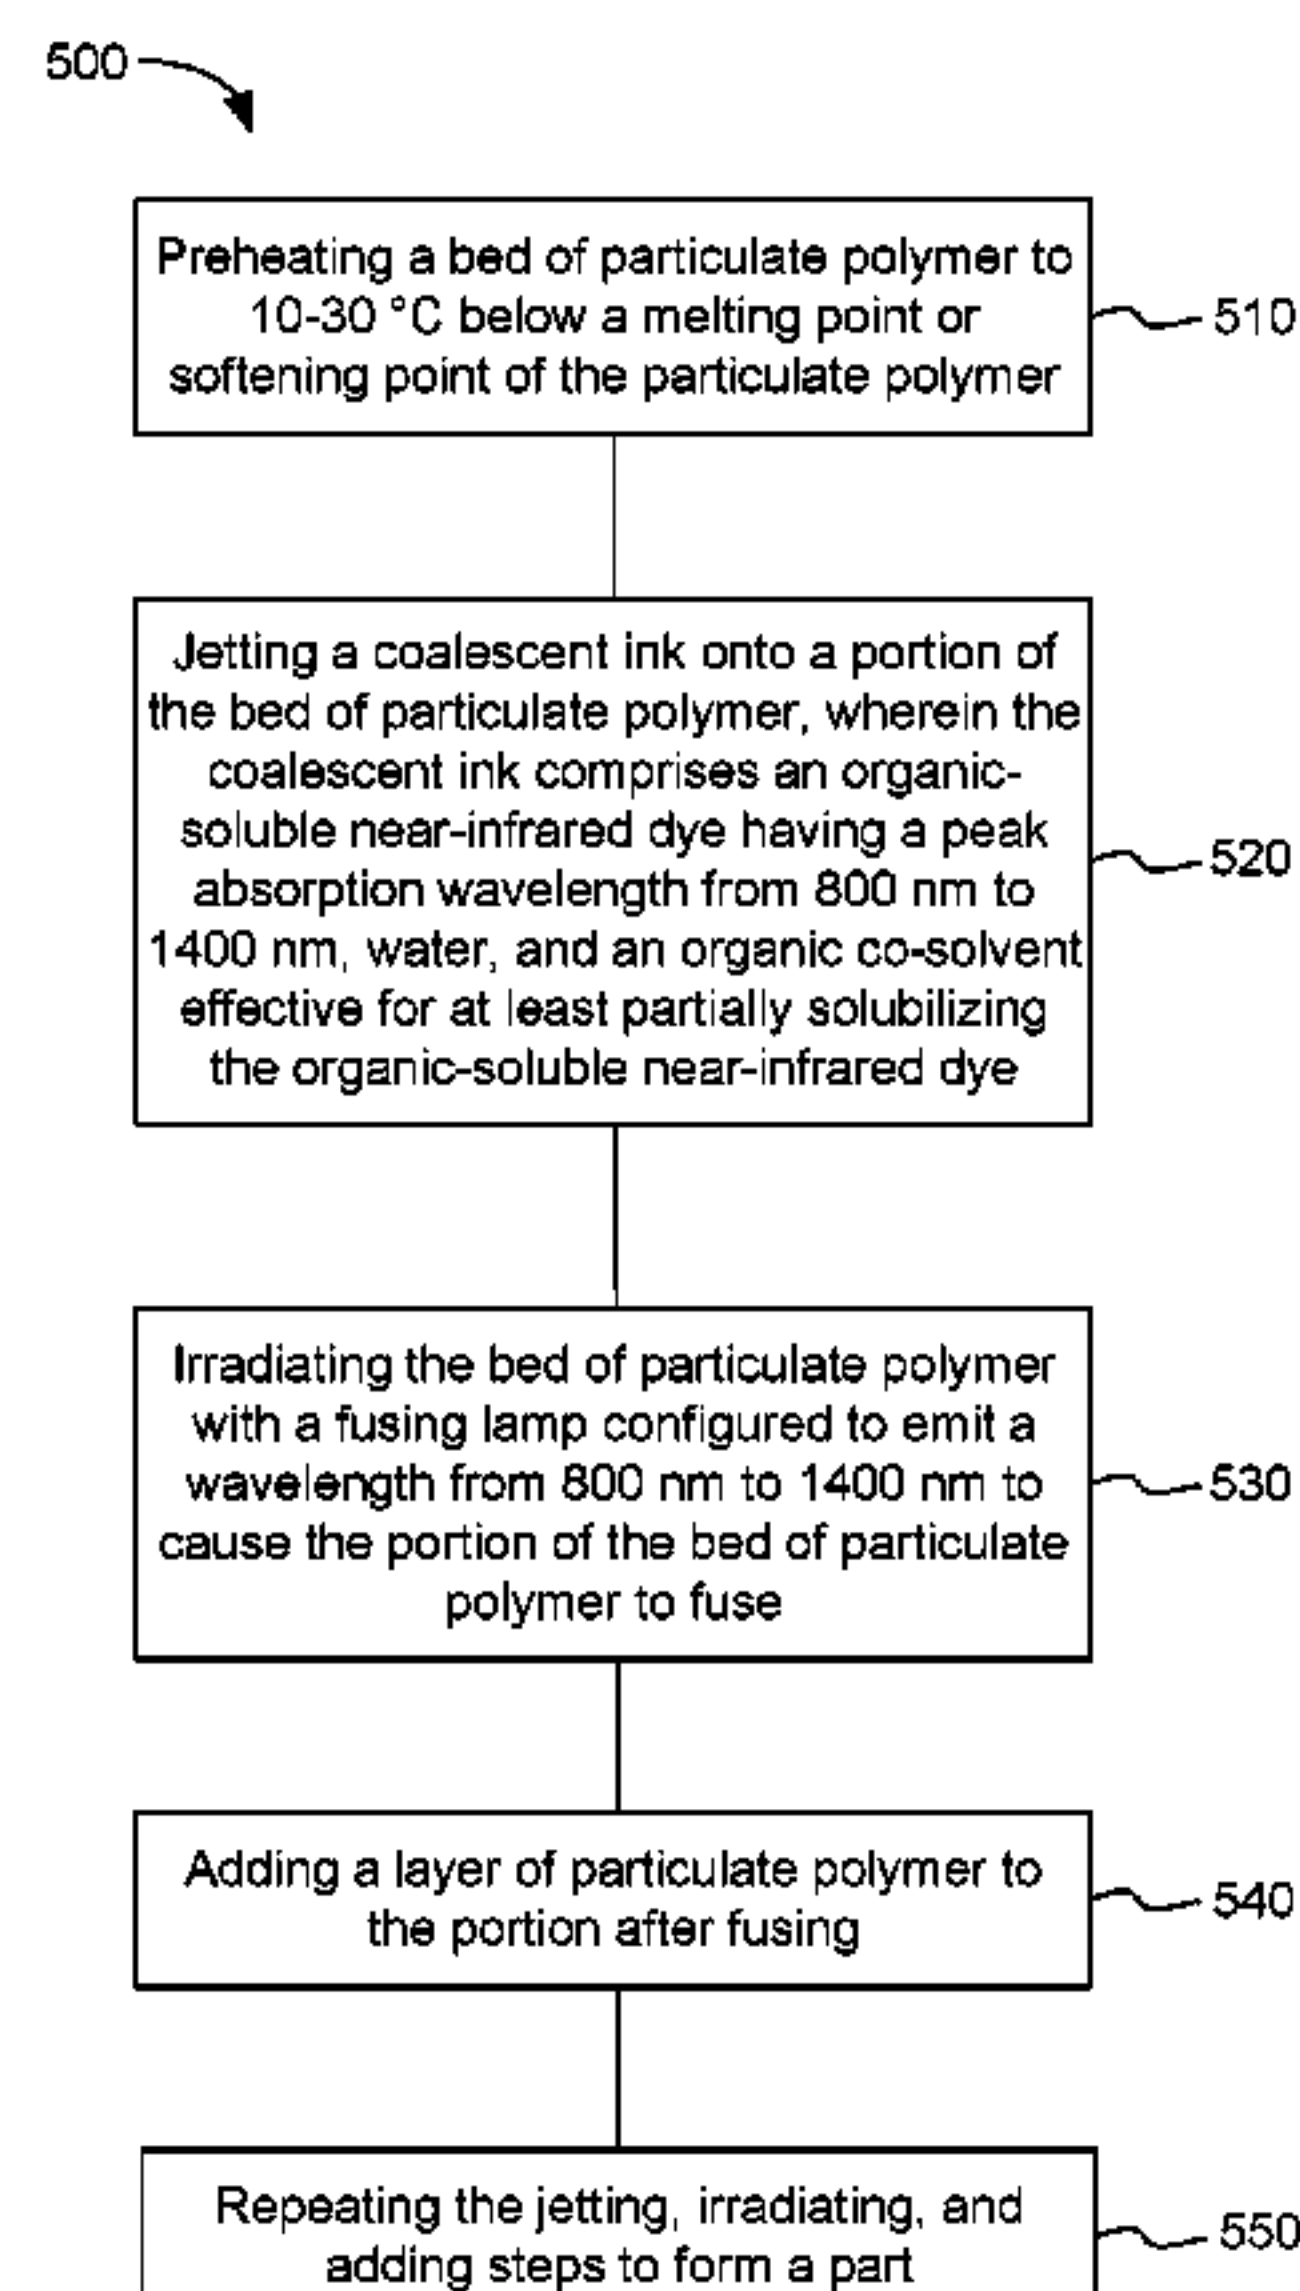 500
Preheating a bed of particulate polymer to
10-30 °C below a melting point or
softening point of the particulate polymer
510
Jetting a coalescent ink onto a portion of
the bed of particulate polymer, wherein the
coalescent ink comprises an organic-
soluble near-infrared dye having a peak
absorption wavelength from 800 nm to
1400 nm, water, and an organic co-solvent
effective for at least partially solubilizing
the organic-soluble near-infrared dye
520
Irradiating the bed of particulate polymer
with a fusing lamp configured to emit a
wavelength from 800 nm to 1400 nm to
cause the portion of the bed of particulate
polymer to fuse
530
Adding a layer of particulate polymer to
the portion after fusing
540
Repeating the jetting, irradiating, and
adding steps to form a part
550